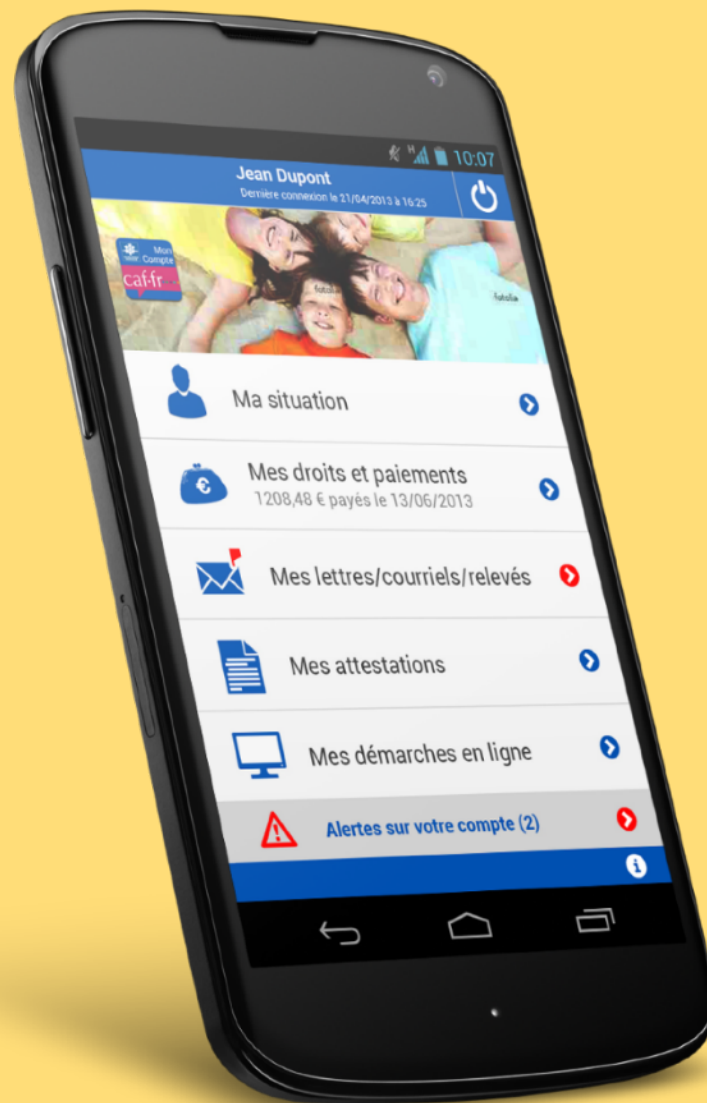 10:07
Jean Dupont
Dernière connexion le 21/04/2013 à 16:25
Mon
Compte
caf.fr
fotolia
fotolia
Ma situation
Mes droits et paiements
1208,48 € payés le 13/06/2013
Mes lettres/courriels/relevés
Mes attestations
Mes démarches en ligne
Alertes sur votre compte (2)